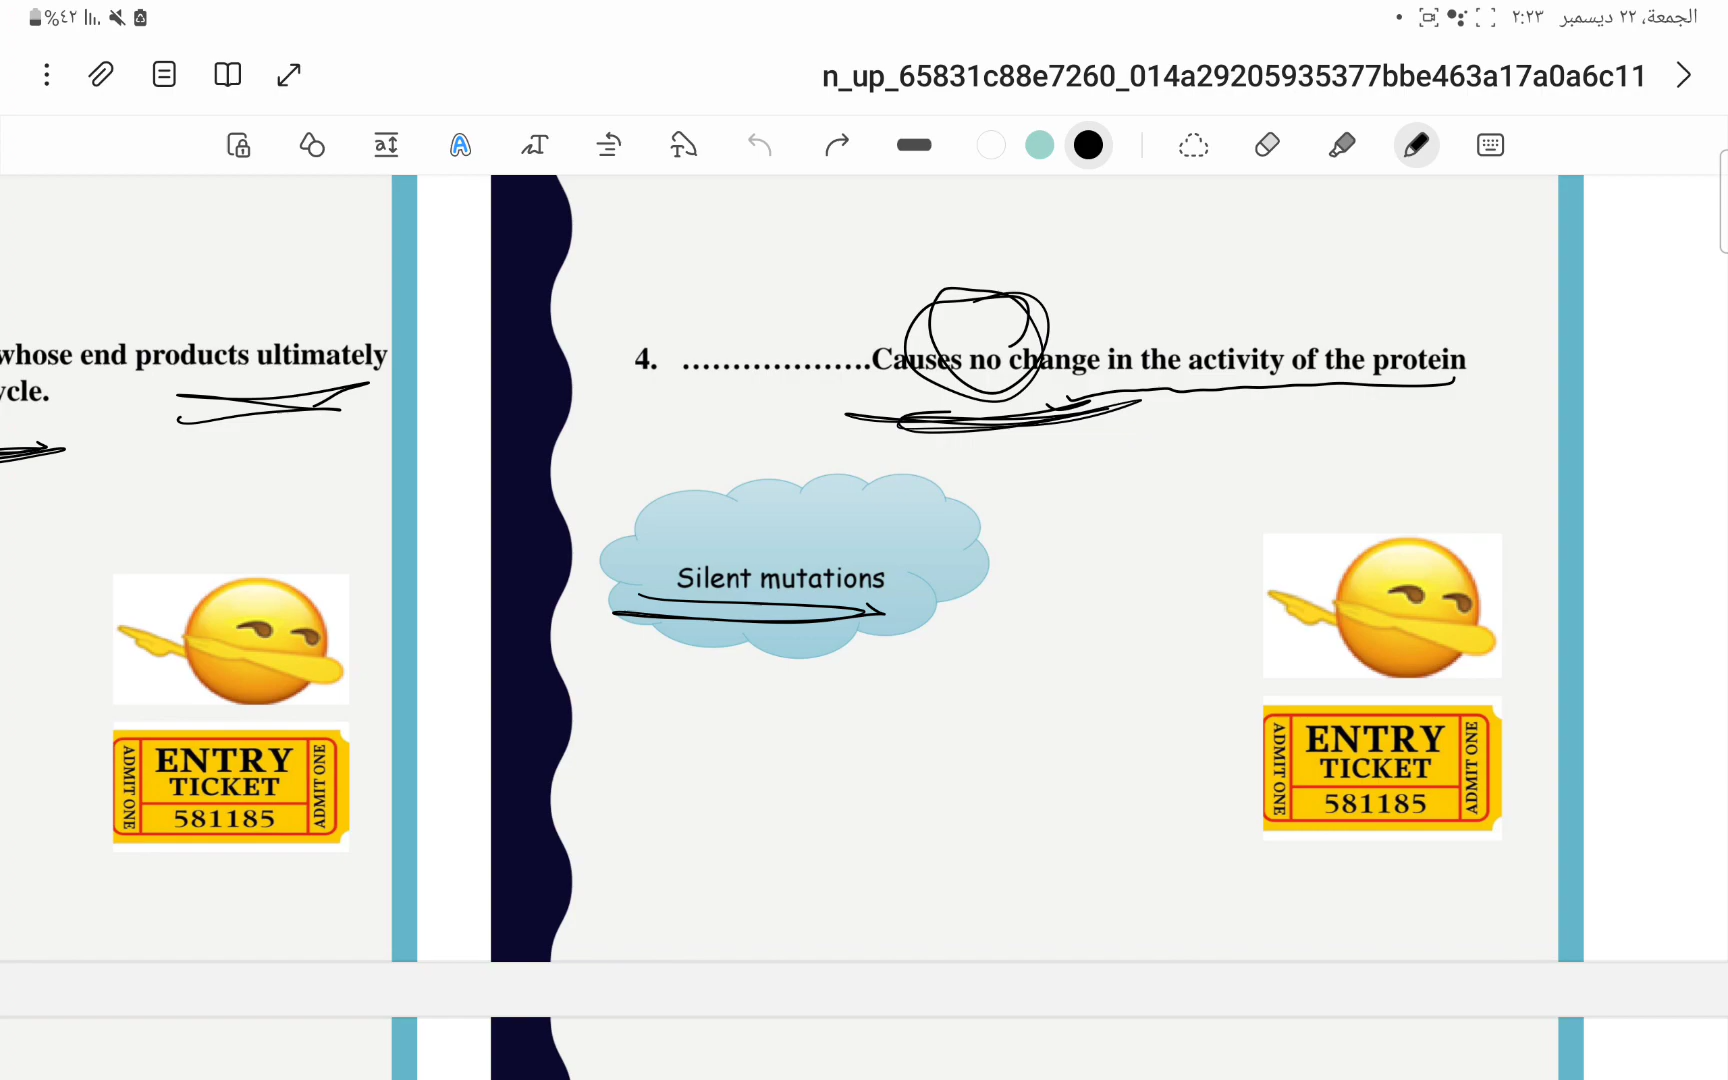 %٤٢
الجمعة، ٢٢ ديسمبر ٢:٢٣
n_up_65831c88e7260_014a29205935377bbe463a17a0a6c11
whose end products ultimately
ycle.
ADMIT ONE
ENTRY
TICKET
581185
ADMIT ONE
4. ...................Causes no change in the activity of the protein
Silent mutations
ADMIT ONE
ENTRY
TICKET
581185
ADMIT ONE